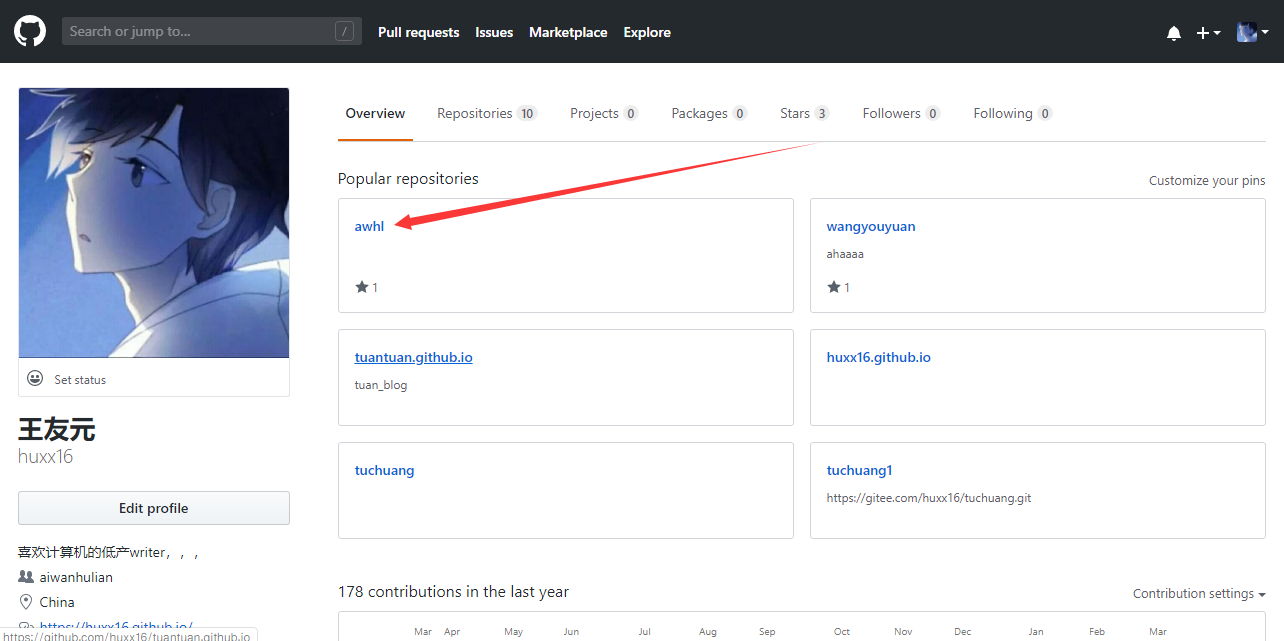 Search or jump to... /
Pull requests Issues Marketplace Explore
Overview Repositories 10 Projects 0 Packages 0 Stars 3 Followers 0 Following 0
Popular repositories Customize your pins
awhl
1
wangyouyuan
ahaaaa
1
tuantuan.github.io
tuan_blog
huxx16.github.io
tuchuang
tuchuang1
https://gitee.com/huxx16/tuchuang.git
Set status
王友元
huxx16
Edit profile
喜欢计算机的低产writer，，，
aiwanhulian
China
https://huxx16.github.io/
https://github.com/huxx16/tuantuan.github.io
178 contributions in the last year Contribution settings
Mar Apr May Jun Jul Aug Sep Oct Nov Dec Jan Feb Mar